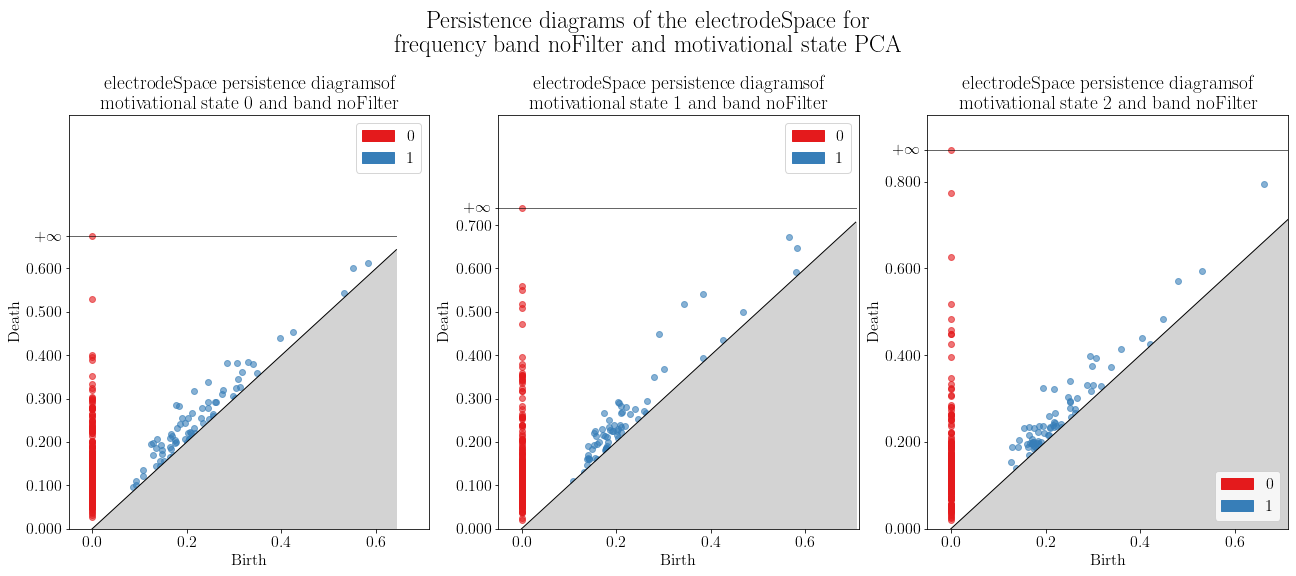 Persistence diagrams of the electrodeSpace for
frequency band noFilter and motivational state PCA
electrodeSpace persistence diagramsof
motivational state 0 and band noFilter
0
1
+∞
0.600
0.500
0.400
0.300
0.200
0.100
0.000
Death
0.0 0.2 0.4 0.6
Birth
electrodeSpace persistence diagramsof
motivational state 1 and band noFilter
0
1
+∞
0.700
0.600
0.500
0.400
0.300
0.200
0.100
0.000
Death
0.0 0.2 0.4 0.6
Birth
electrodeSpace persistence diagramsof
motivational state 2 and band noFilter
+∞
0.800
0.600
0.400
0.200
0.000
Death
0
1
0.0 0.2 0.4 0.6
Birth